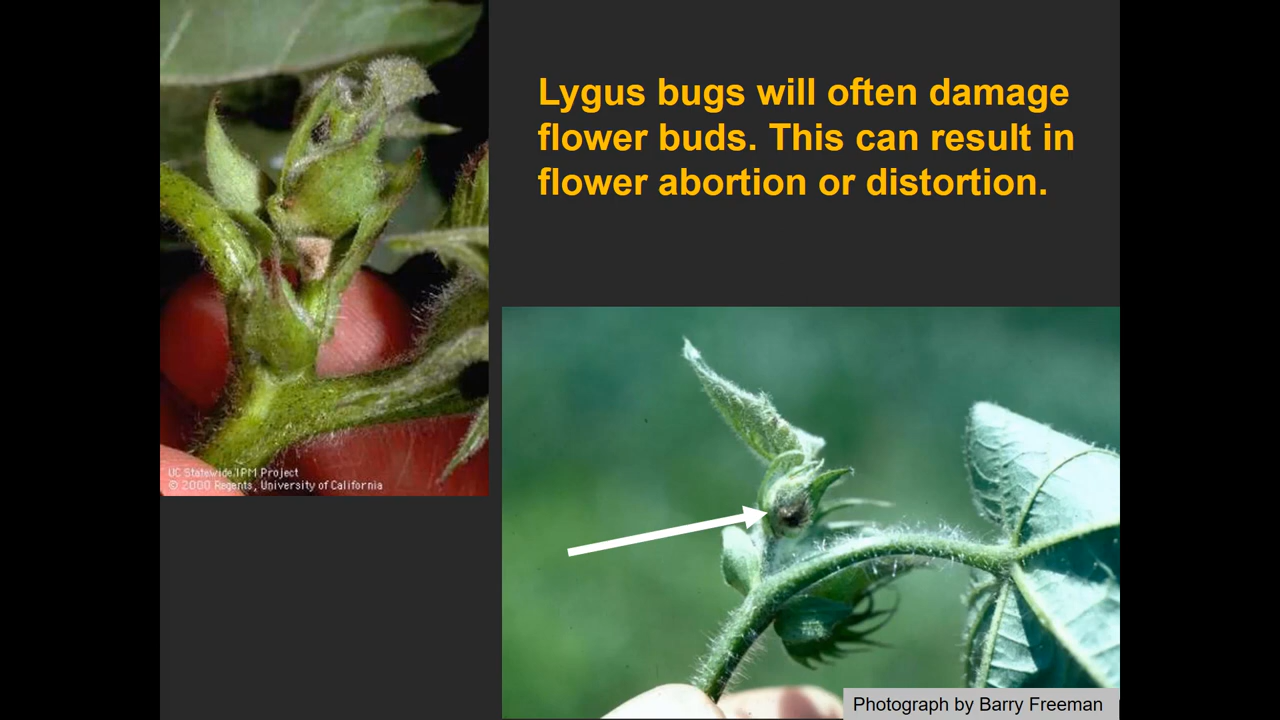 Lygus bugs will often damage
flower buds. This can result in
flower abortion or distortion.
UC Statewide IPM Project
© 2000 Regents, University of California
Photograph by Barry Freeman